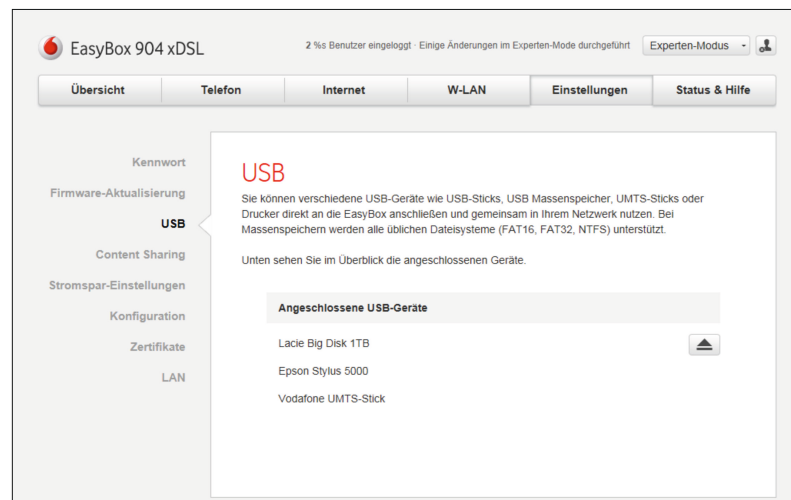 EasyBox 904 xDSL
2 %s Benutzer eingeloggt · Einige Änderungen im Experten-Mode durchgeführt
Experten-Modus
Übersicht
Telefon
Internet
W-LAN
Einstellungen
Status & Hilfe
Kennwort
Firmware-Aktualisierung
USB
Content Sharing
Stromspar-Einstellungen
Konfiguration
Zertifikate
LAN
USB
Sie können verschiedene USB-Geräte wie USB-Sticks, USB Massenspeicher, UMTS-Sticks oder
Drucker direkt an die EasyBox anschließen und gemeinsam in Ihrem Netzwerk nutzen. Bei
Massenspeichern werden alle üblichen Dateisysteme (FAT16, FAT32, NTFS) unterstützt.
Unten sehen Sie im Überblick die angeschlossenen Geräte.
Angeschlossene USB-Geräte
Lacie Big Disk 1TB
Epson Stylus 5000
Vodafone UMTS-Stick